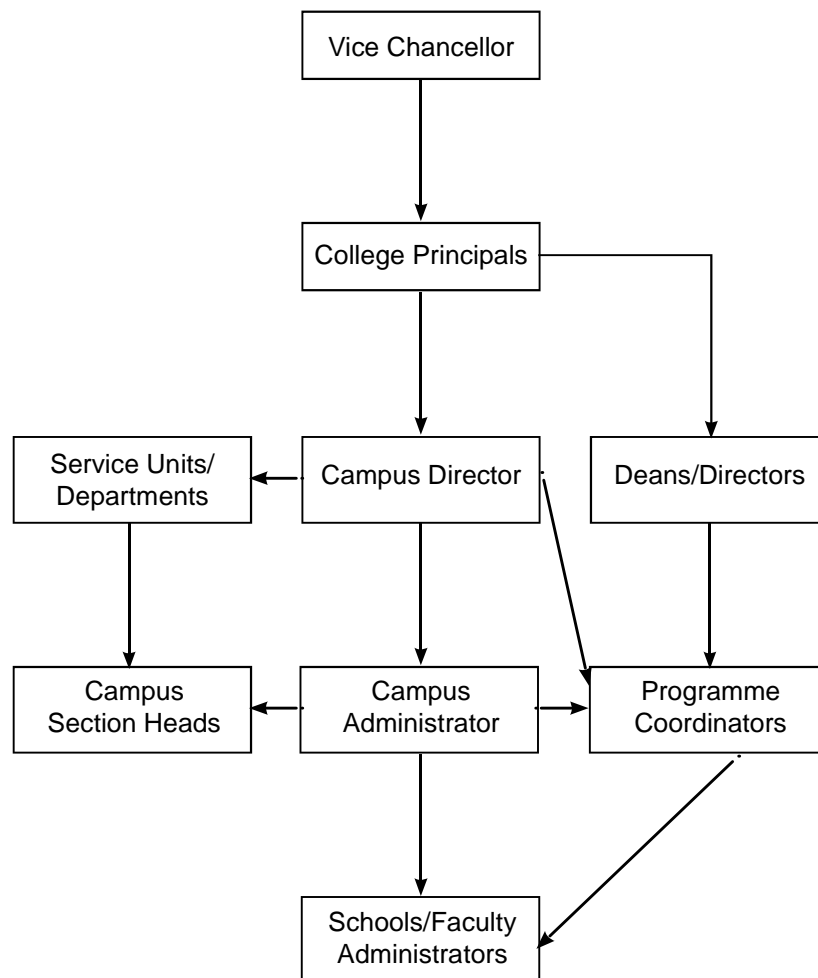 Vice Chancellor
College Principals
Service Units/
Departments
Campus Director
Deans/Directors
Campus
Section Heads
Campus
Administrator
Programme
Coordinators
Schools/Faculty
Administrators